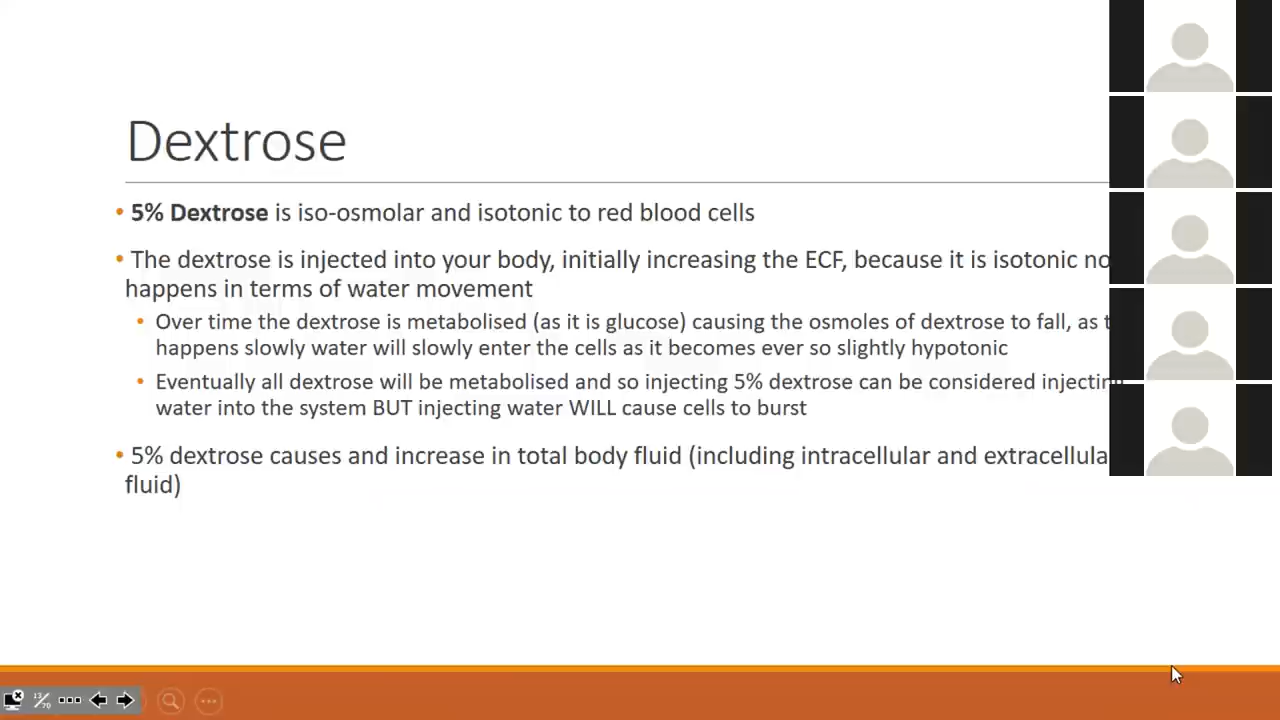 Dextrose
• 5% Dextrose is iso-osmolar and isotonic to red blood cells
• The dextrose is injected into your body, initially increasing the ECF, because it is isotonic no
happens in terms of water movement
• Over time the dextrose is metabolised (as it is glucose) causing the osmoles of dextrose to fall, as t
happens slowly water will slowly enter the cells as it becomes ever so slightly hypotonic
• Eventually all dextrose will be metabolised and so injecting 5% dextrose can be considered injecting
water into the system BUT injecting water WILL cause cells to burst
• 5% dextrose causes and increase in total body fluid (including intracellular and extracellula
fluid)
13/70